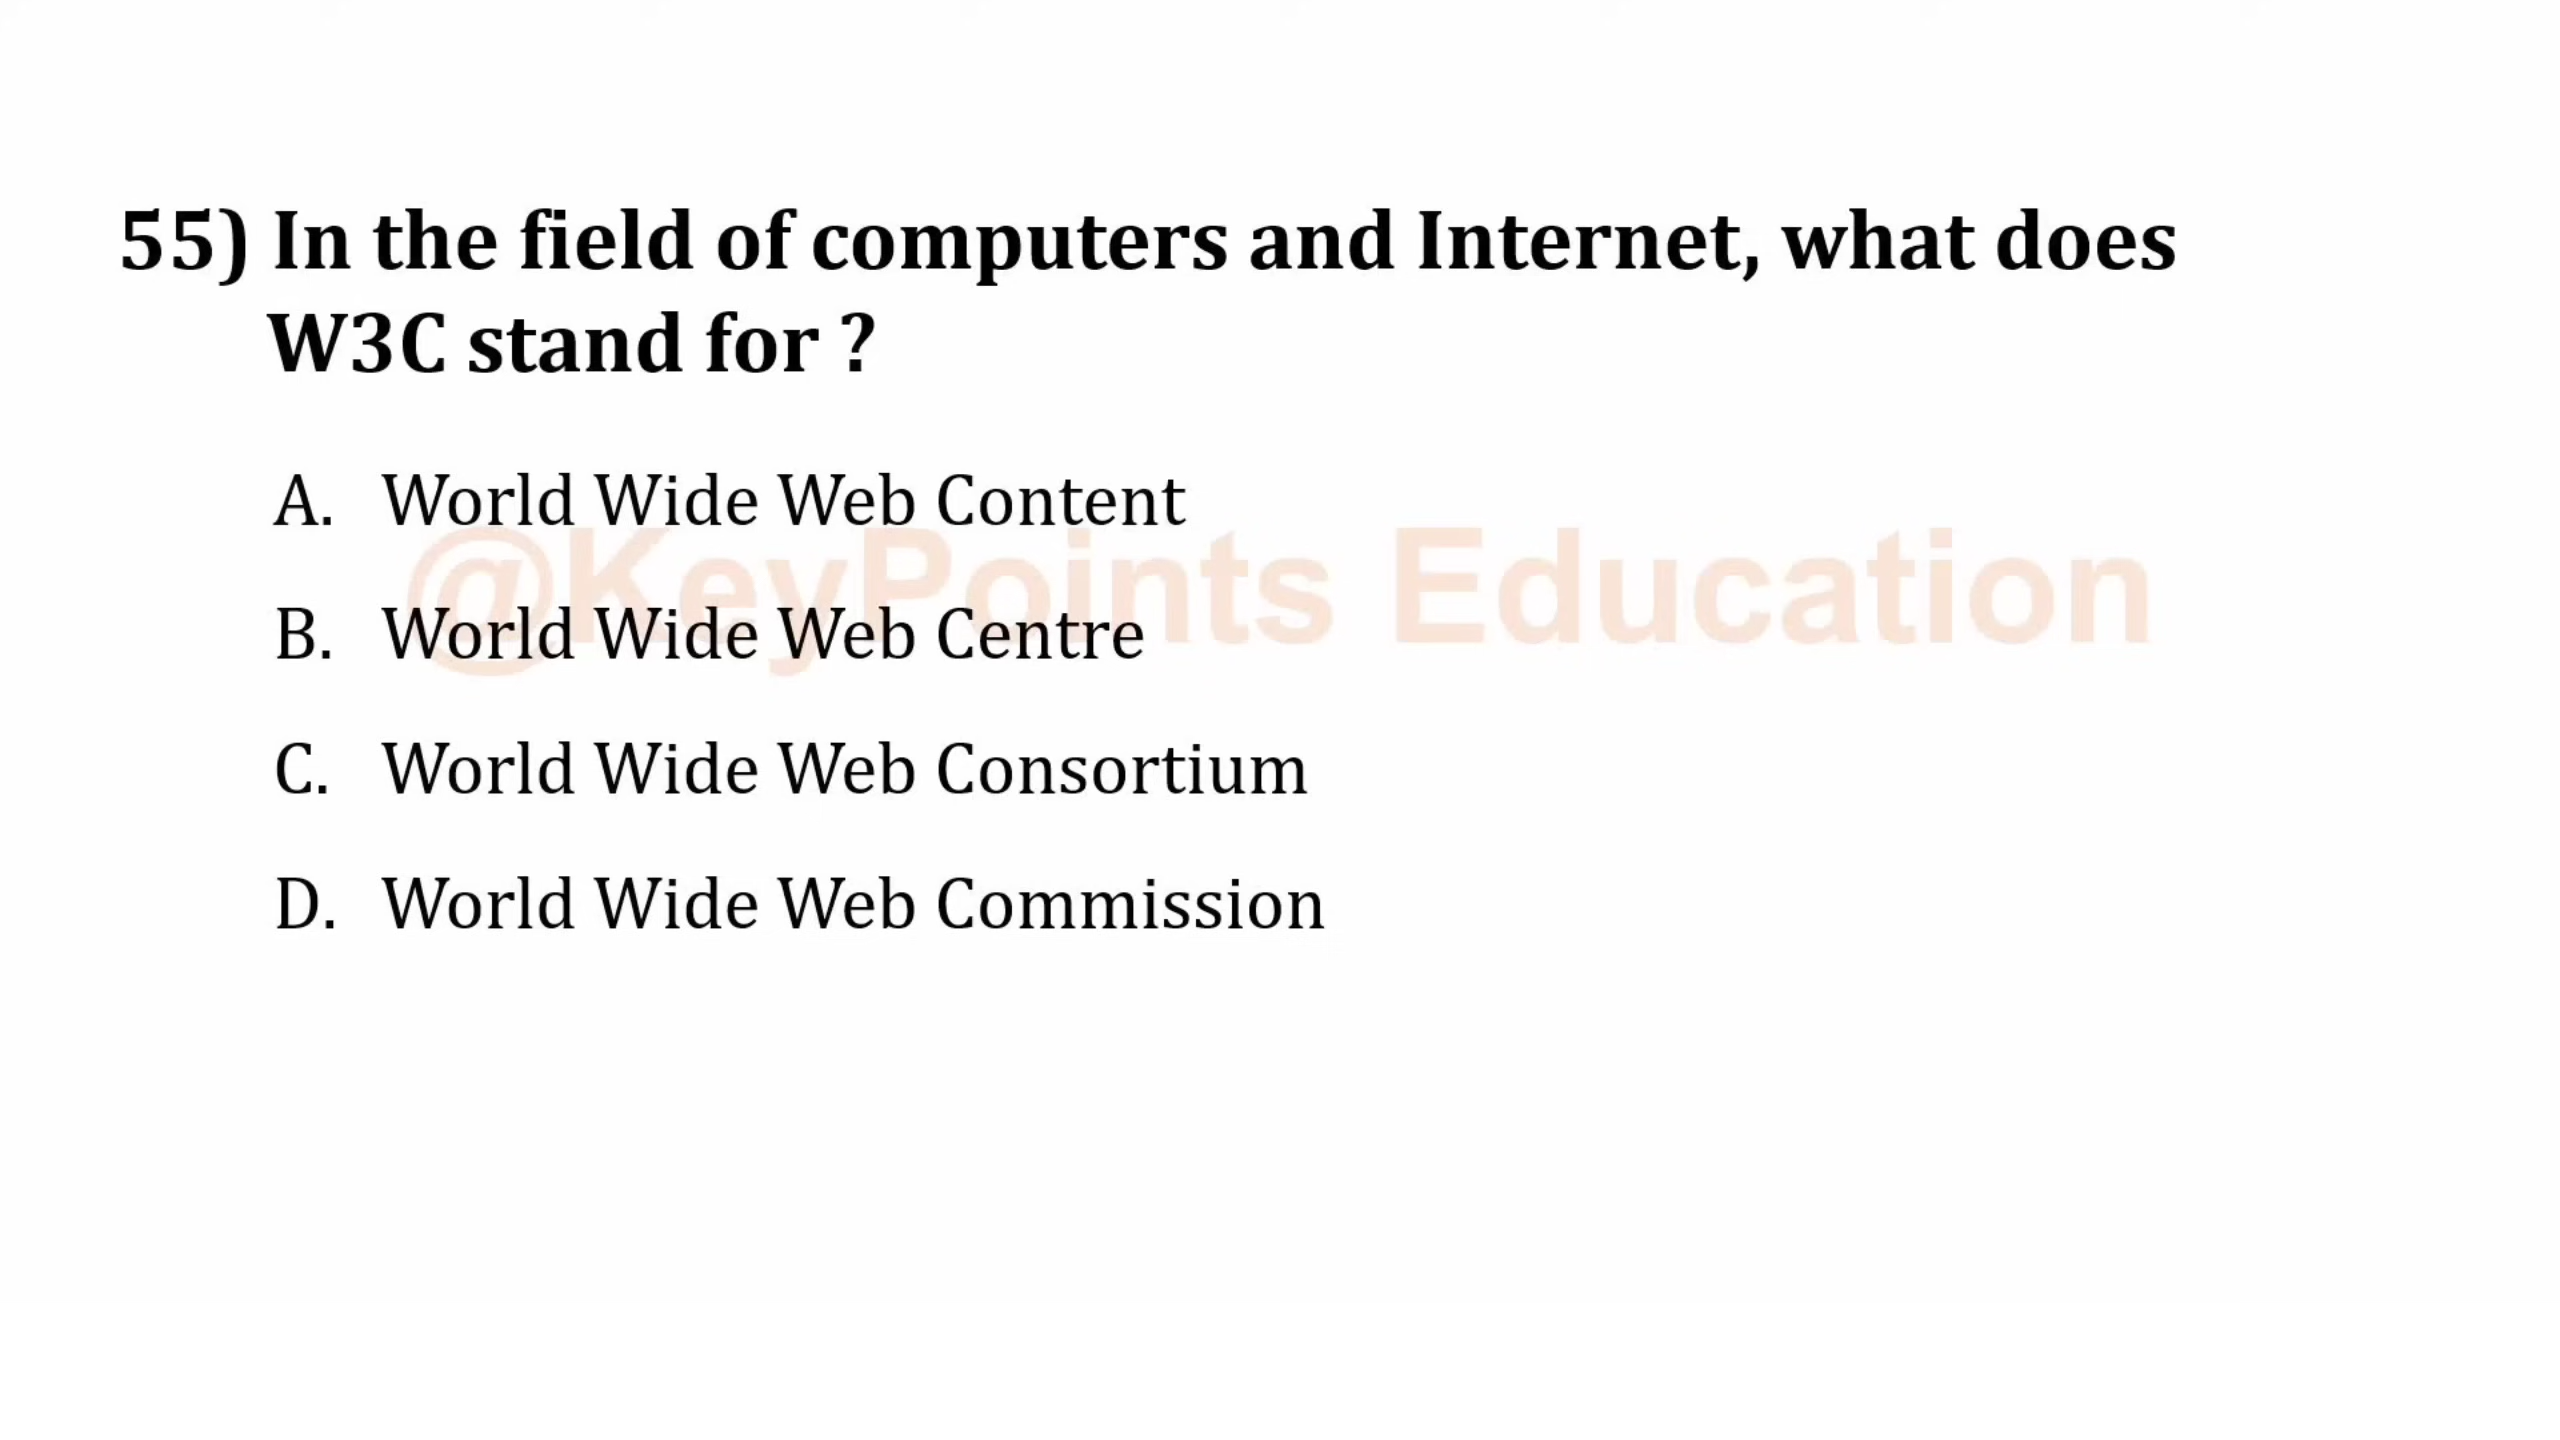 55) In the field of computers and Internet, what does
W3C stand for ?
A. World Wide Web Content
@KeyPoints Education
B. World Wide Web Centre
C. World Wide Web Consortium
D. World Wide Web Commission